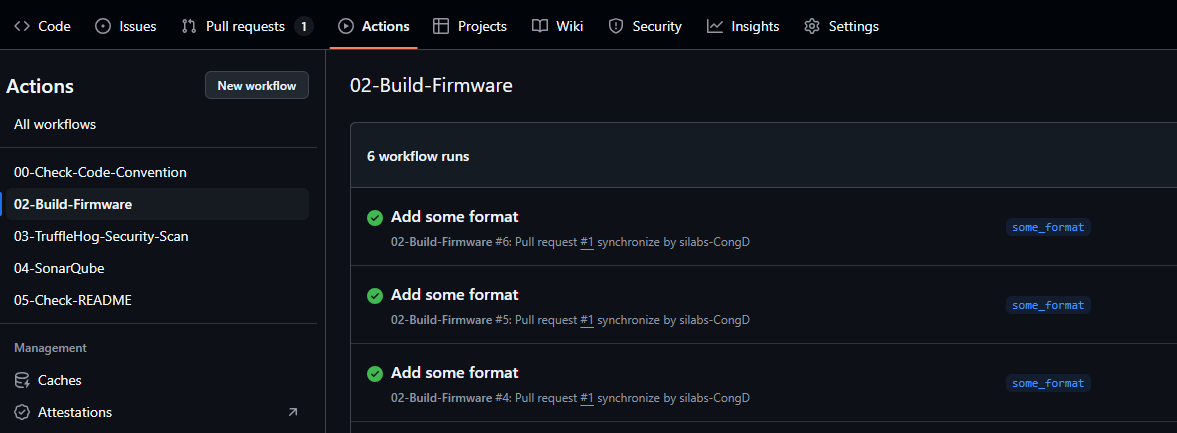 Code Issues Pull requests 1 Actions Projects Wiki Security Insights Settings
Actions
New workflow
All workflows
00-Check-Code-Convention
02-Build-Firmware
03-TruffleHog-Security-Scan
04-SonarQube
05-Check-README
Management
Caches
Attestations
02-Build-Firmware
6 workflow runs
Add some format
02-Build-Firmware #6: Pull request #1 synchronize by silabs-CongD
some_format
Add some format
02-Build-Firmware #5: Pull request #1 synchronize by silabs-CongD
some_format
Add some format
02-Build-Firmware #4: Pull request #1 synchronize by silabs-CongD
some_format